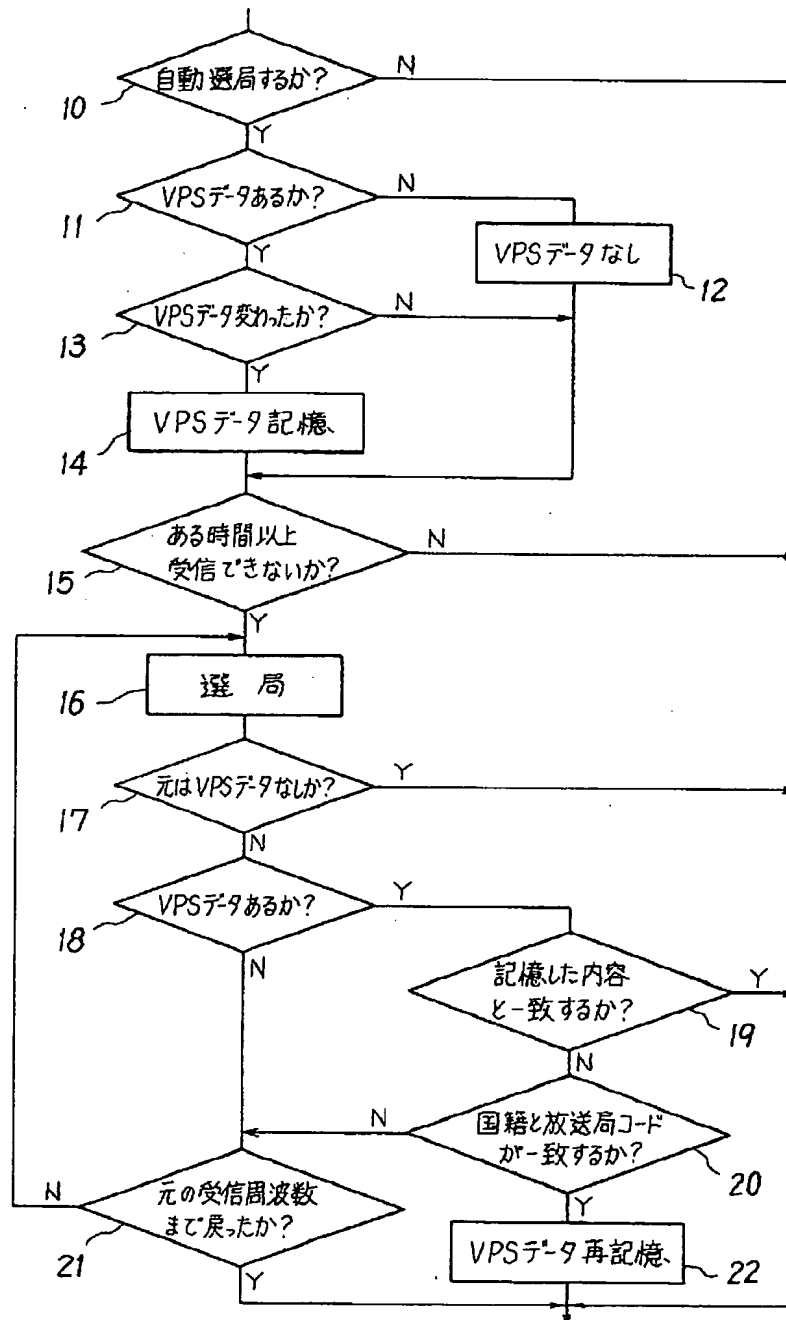 自動選局するか?
N
10
Y
VPSデータあるか?
N
11
Y
VPSデータなし
12
VPSデータ変わったか?
N
13
Y
VPSデータ記憶
14
ある時間以上
受信できないか?
N
15
Y
選局
16
元はVPSデータなしか?
Y
17
N
VPSデータあるか?
Y
18
N
記憶した内容
と一致するか?
Y
19
N
国籍と放送局コード
が一致するか?
N
20
Y
元の受信周波数
まで戻ったか?
N
21
Y
VPSデータ再記憶
22